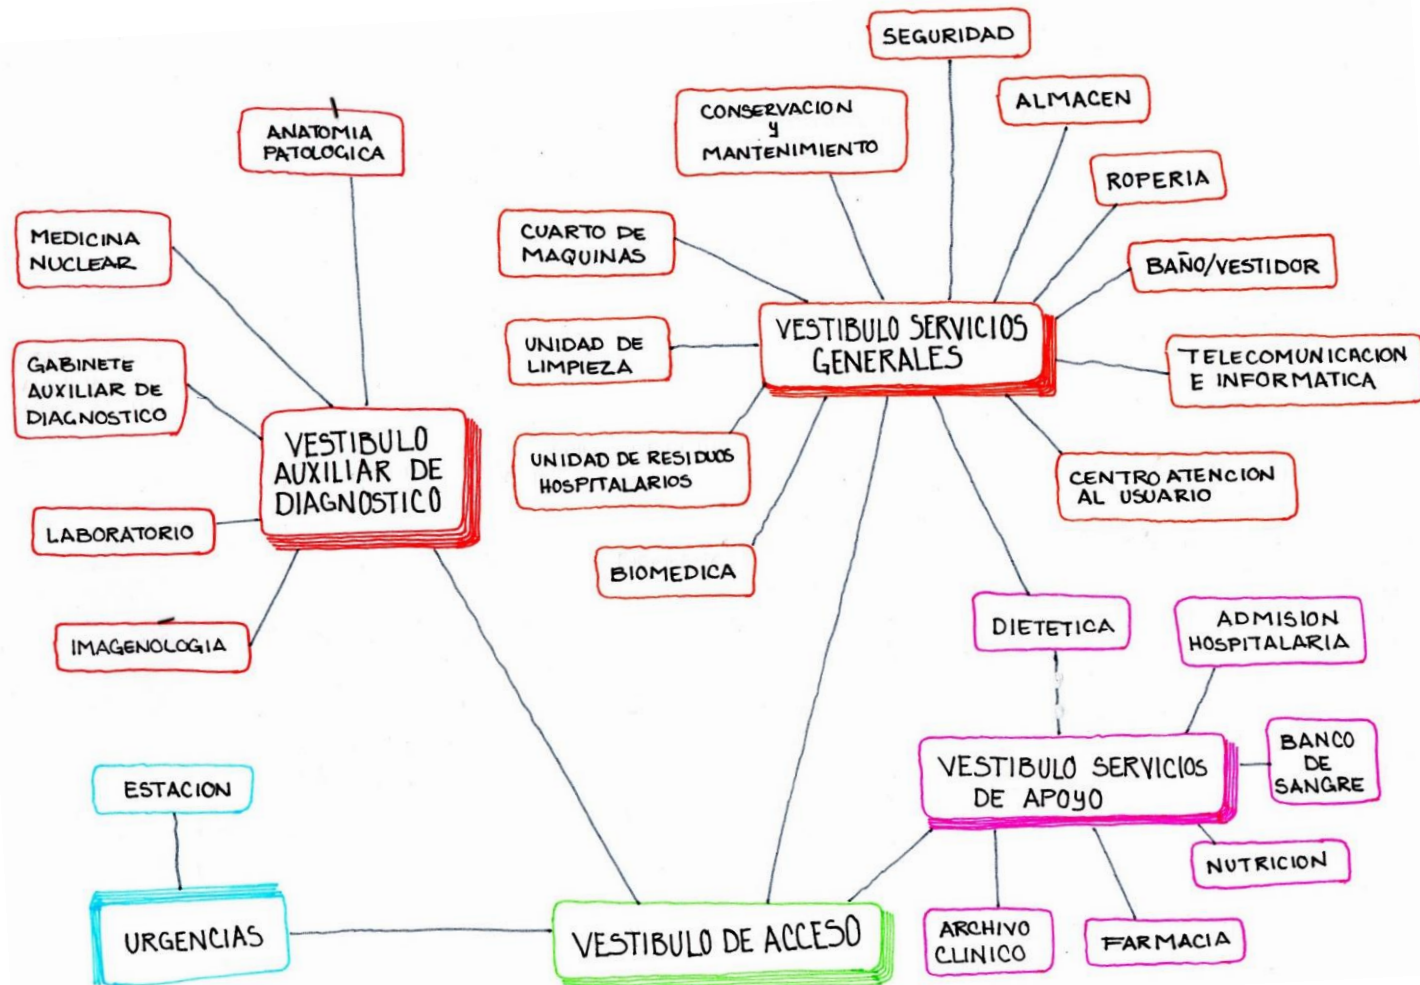 SEGURIDAD
CONSERVACION
y
MANTENIMIENTO
ALMACEN
ANATOMIA
PATOLOGICA
ROPERIA
MEDICINA
NUCLEAR
CUARTO DE
MAQUINAS
BAÑO/VESTIDOR
VESTIBULO SERVICIOS
GENERALES
UNIDAD DE
LIMPIEZA
TELECOMUNICACION
E INFORMATICA
GABINETE
AUXILIAR DE
DIAGNOSTICO
VESTIBULO
AUXILIAR DE
DIAGNOSTICO
UNIDAD DE RESIDUOS
HOSPITALARIOS
CENTRO ATENCION
AL USUARIO
LABORATORIO
BIOMEDICA
IMAGENOLOGIA
DIETETICA
ADMISION
HOSPITALARIA
VESTIBULO SERVICIOS
DE APOYO
BANCO
DE
SANGRE
ESTACION
NUTRICION
URGENCIAS
VESTIBULO DE ACCESO
ARCHIVO
CLINICO
FARMACIA